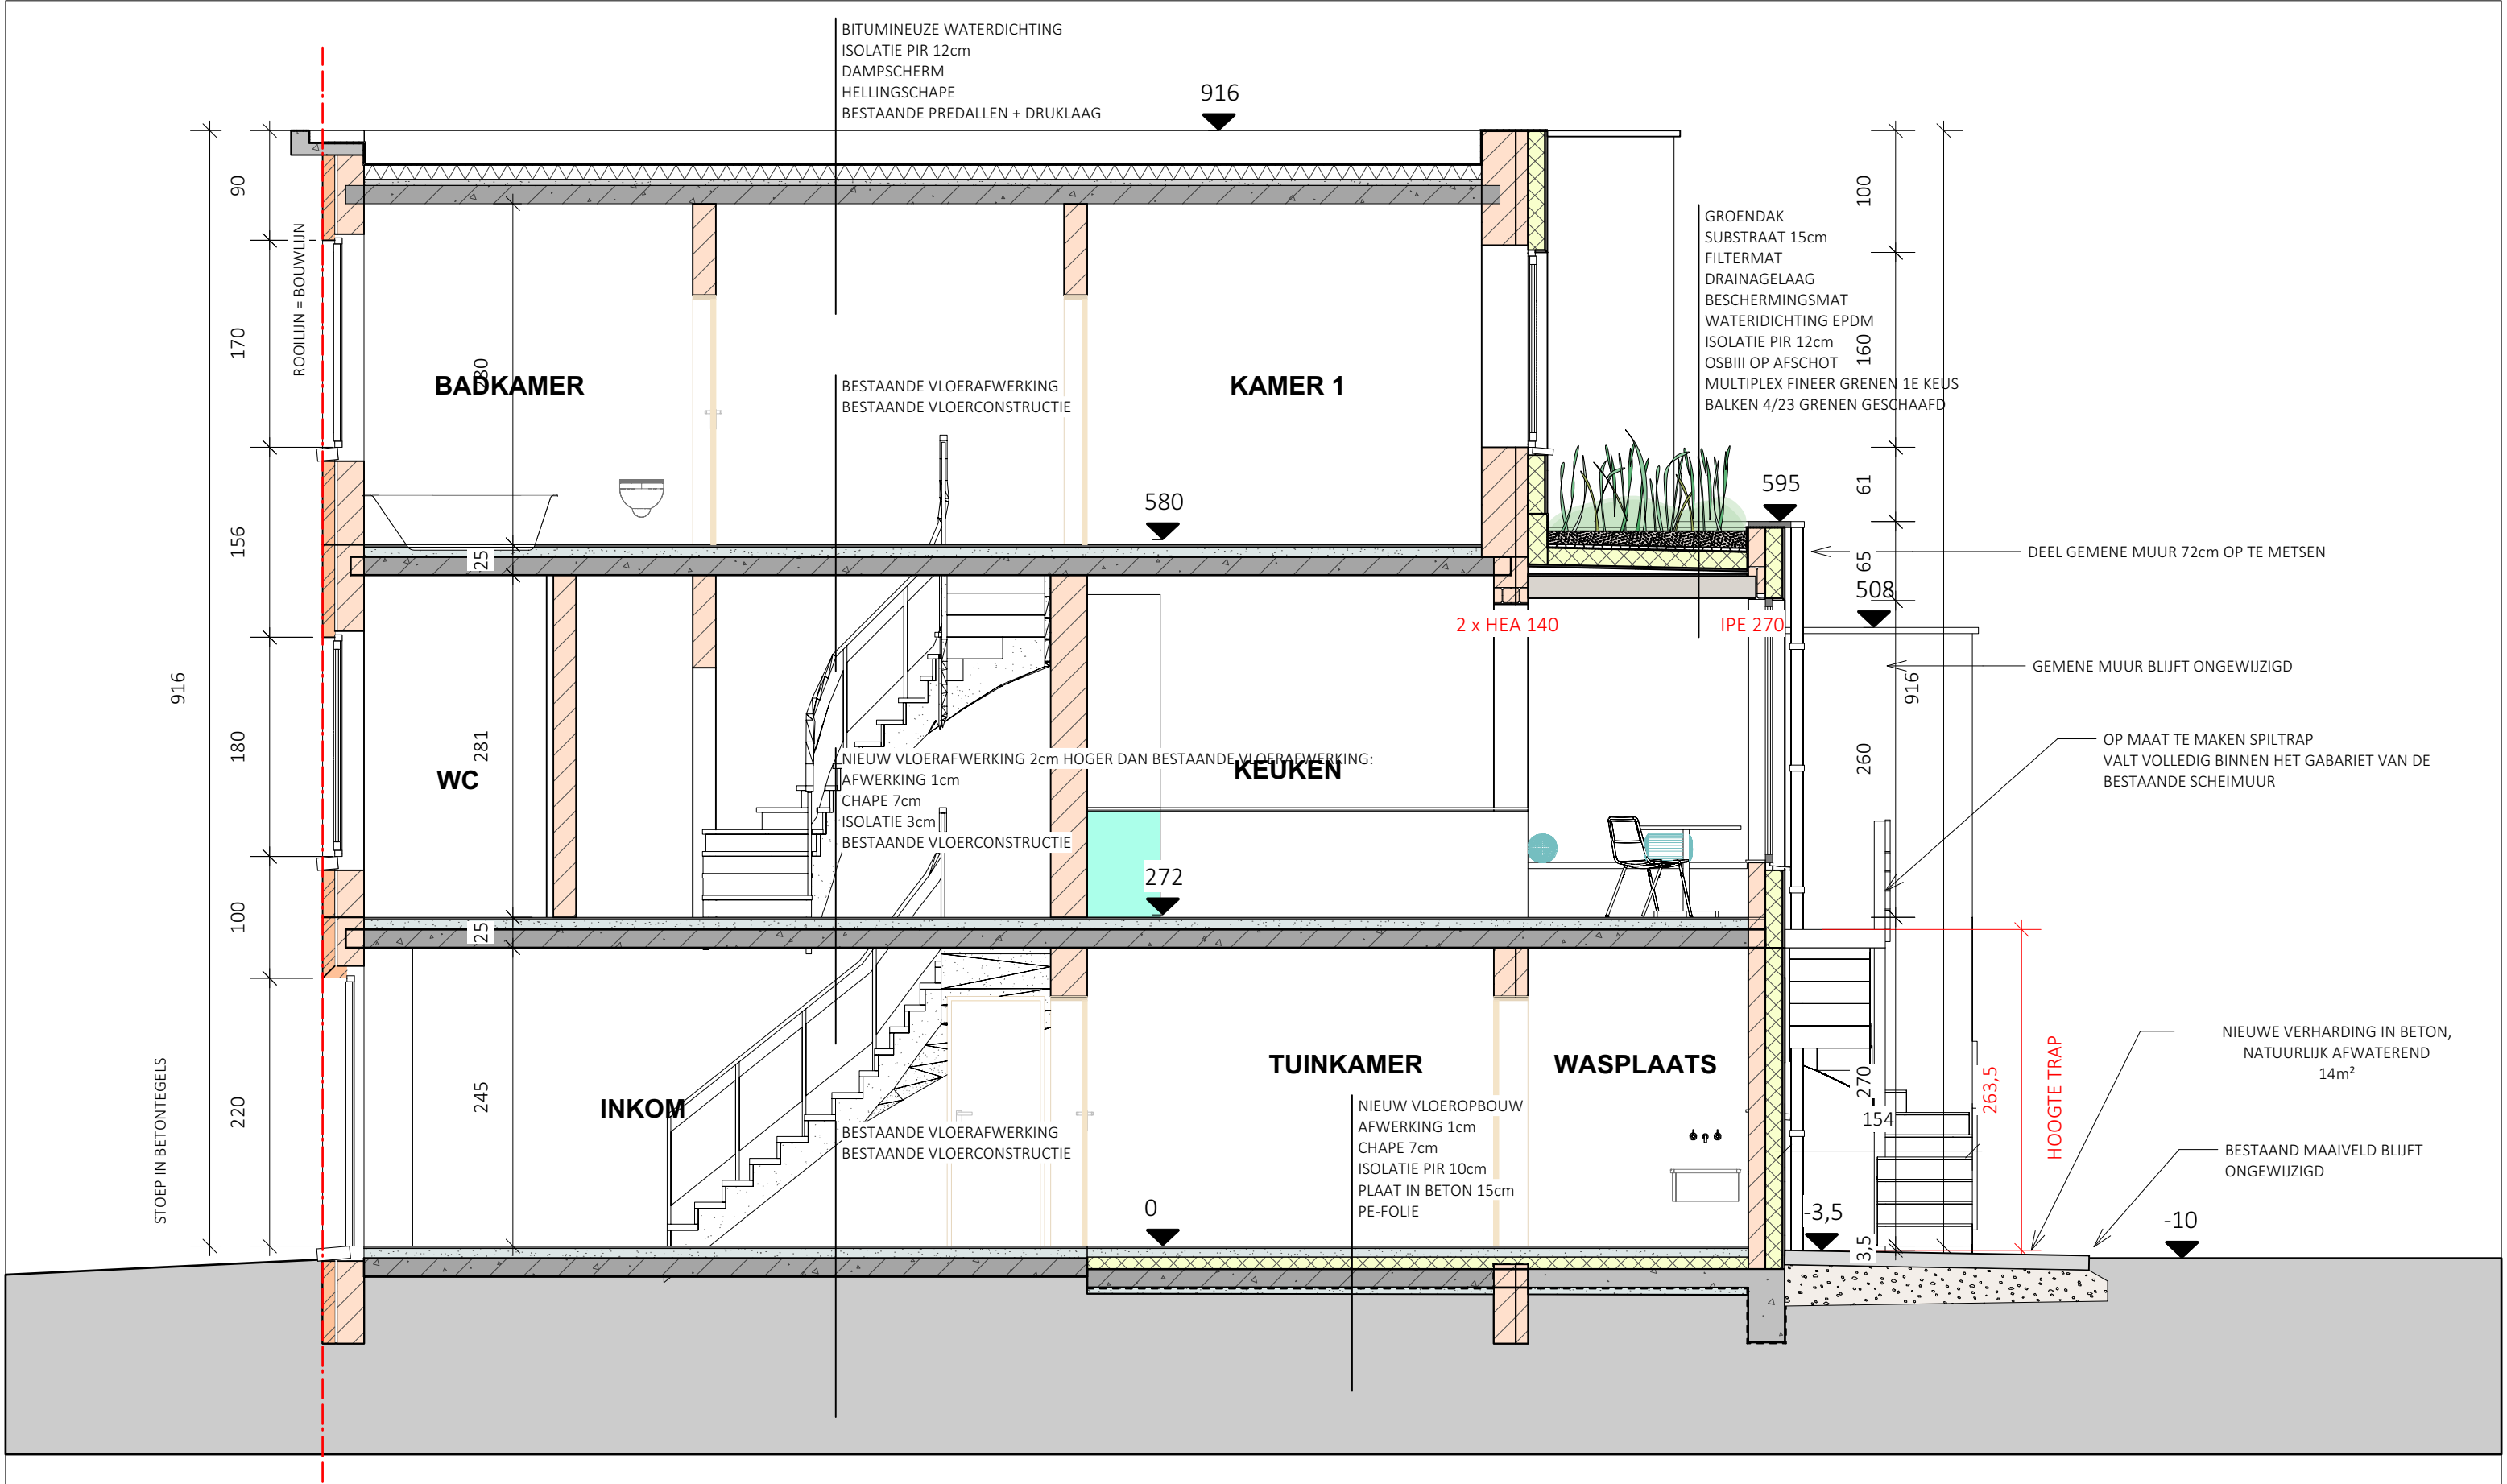 BITUMINEUZE WATERDICHTING
ISOLATIE PIR 12cm
DAMPSCHERM
HELLINGSCHAPE
BESTAANDE PREDALLEN + DRUKLAAG
916
90
170
156
180
100
220
916
ROOILIJN = BOUWLIJN
STOEP IN BETONTEGELS
BADKAMER
280
25
BESTAANDE VLOERAFWERKING
BESTAANDE VLOERCONSTRUCTIE
KAMER 1
580
GROENDAK
SUBSTRAAT 15cm
FILTERMAT
DRAINAGELAAG
BESCHERMINGSMAT
WATERIDICHTING EPDM
ISOLATIE PIR 12cm
OSBIII OP AFSCHOT
MULTIPLEX FINEER GRENEN 1E KEUS
BALKEN 4/23 GRENEN GESCHAAFD
100
160
61
65
260
270
3,5
916
595
DEEL GEMENE MUUR 72cm OP TE METSEN
508
2 x HEA 140
IPE 270
GEMENE MUUR BLIJFT ONGEWIJZIGD
OP MAAT TE MAKEN SPILTRAP
VALT VOLLEDIG BINNEN HET GABARIET VAN DE
BESTAANDE SCHEIMUUR
WC
281
25
NIEUW VLOERAFWERKING 2cm HOGER DAN BESTAANDE VLOERAFWERKING:
AFWERKING 1cm
CHAPE 7cm
ISOLATIE 3cm
BESTAANDE VLOERCONSTRUCTIE
KEUKEN
272
INKOM
245
BESTAANDE VLOERAFWERKING
BESTAANDE VLOERCONSTRUCTIE
TUINKAMER
WASPLAATS
NIEUW VLOEROPBOUW
AFWERKING 1cm
CHAPE 7cm
ISOLATIE PIR 10cm
PLAAT IN BETON 15cm
PE-FOLIE
0
154
263,5
HOOGTE TRAP
NIEUWE VERHARDING IN BETON,
NATUURLIJK AFWATEREND
14m²
BESTAAND MAAIVELD BLIJFT
ONGEWIJZIGD
-3,5
-10